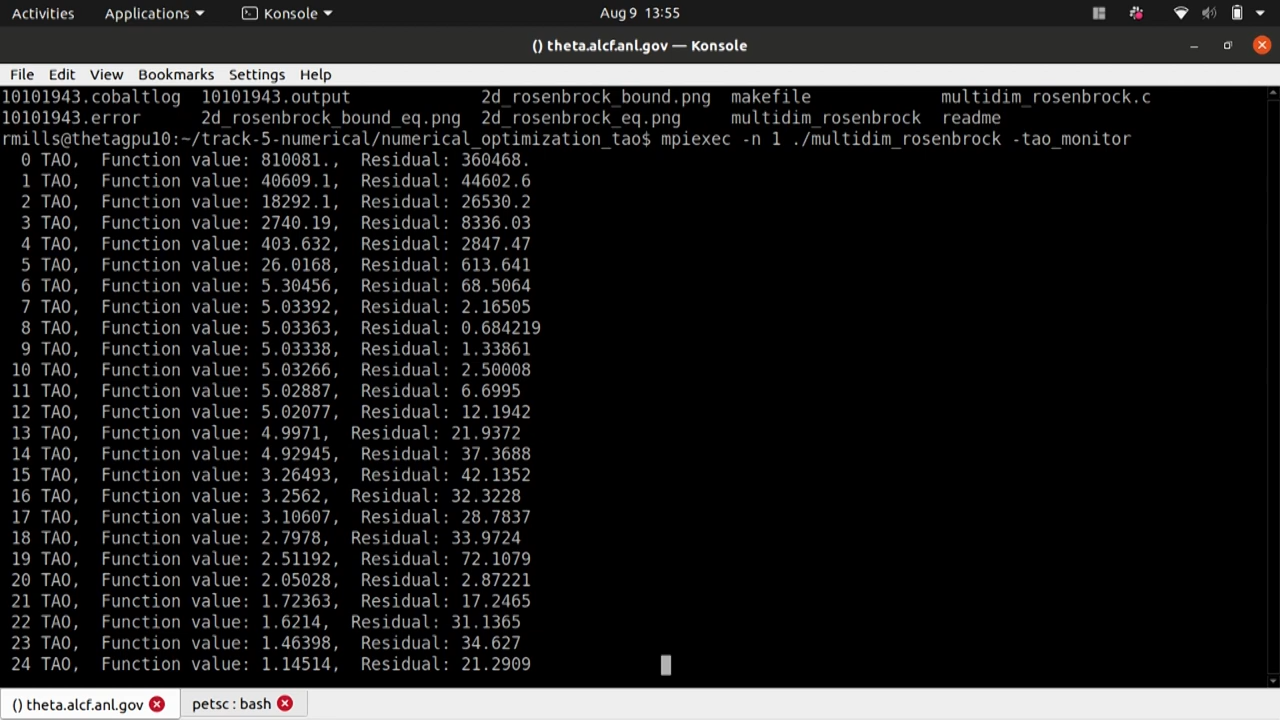 Activities Applications Konsole Aug 9 13:55
() theta.alcf.anl.gov — Konsole
File Edit View Bookmarks Settings Help
10101943.cobaltlog 10101943.output 2d_rosenbrock_bound.png makefile multidim_rosenbrock.c
10101943.error 2d_rosenbrock_bound_eq.png 2d_rosenbrock_eq.png multidim_rosenbrock readme
rmills@thetagpu10:~/track-5-numerical/numerical_optimization_tao$ mpiexec -n 1 ./multidim_rosenbrock -tao_monitor
0 TAO, Function value: 810081., Residual: 360468.
1 TAO, Function value: 40609.1, Residual: 44602.6
2 TAO, Function value: 18292.1, Residual: 26530.2
3 TAO, Function value: 2740.19, Residual: 8336.03
4 TAO, Function value: 403.632, Residual: 2847.47
5 TAO, Function value: 26.0168, Residual: 613.641
6 TAO, Function value: 5.30456, Residual: 68.5064
7 TAO, Function value: 5.03392, Residual: 2.16505
8 TAO, Function value: 5.03363, Residual: 0.684219
9 TAO, Function value: 5.03338, Residual: 1.33861
10 TAO, Function value: 5.03266, Residual: 2.50008
11 TAO, Function value: 5.02887, Residual: 6.6995
12 TAO, Function value: 5.02077, Residual: 12.1942
13 TAO, Function value: 4.9971, Residual: 21.9372
14 TAO, Function value: 4.92945, Residual: 37.3688
15 TAO, Function value: 3.26493, Residual: 42.1352
16 TAO, Function value: 3.2562, Residual: 32.3228
17 TAO, Function value: 3.10607, Residual: 28.7837
18 TAO, Function value: 2.7978, Residual: 33.9724
19 TAO, Function value: 2.51192, Residual: 72.1079
20 TAO, Function value: 2.05028, Residual: 2.87221
21 TAO, Function value: 1.72363, Residual: 17.2465
22 TAO, Function value: 1.6214, Residual: 31.1365
23 TAO, Function value: 1.46398, Residual: 34.627
24 TAO, Function value: 1.14514, Residual: 21.2909
() theta.alcf.anl.gov petsc : bash